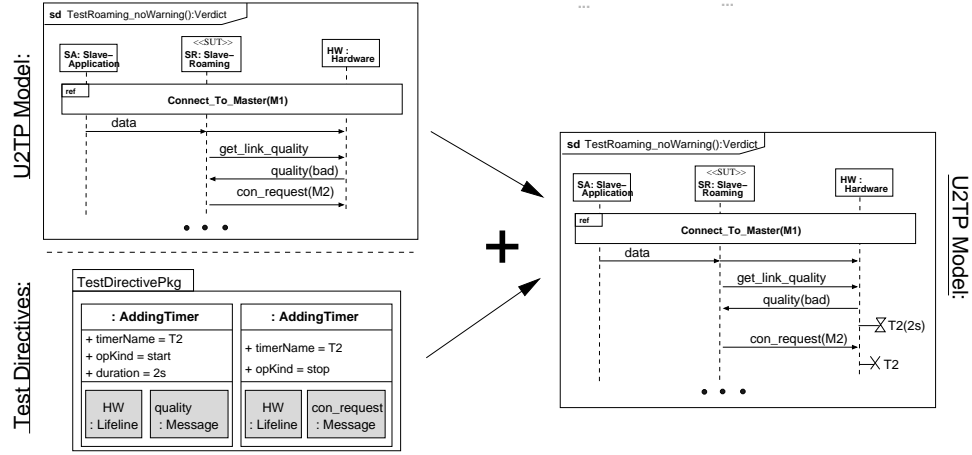 ... ...
U2TP Model:
sd TestRoaming_noWarning():Verdict
SA: Slave–
Application
<<SUT>>
SR: Slave–
Roaming
HW :
Hardware
ref
Connect_To_Master(M1)
data
get_link_quality
quality(bad)
con_request(M2)
Test Directives:
TestDirectivePkg
: AddingTimer
+ timerName = T2
+ opKind = start
+ duration = 2s
HW
: Lifeline
quality
: Message
: AddingTimer
+ timerName = T2
+ opKind = stop
HW
: Lifeline
con_request
: Message
+
U2TP Model:
sd TestRoaming_noWarning():Verdict
SA: Slave–
Application
<<SUT>>
SR: Slave–
Roaming
HW :
Hardware
ref
Connect_To_Master(M1)
data
get_link_quality
quality(bad)
T2(2s)
con_request(M2)
T2